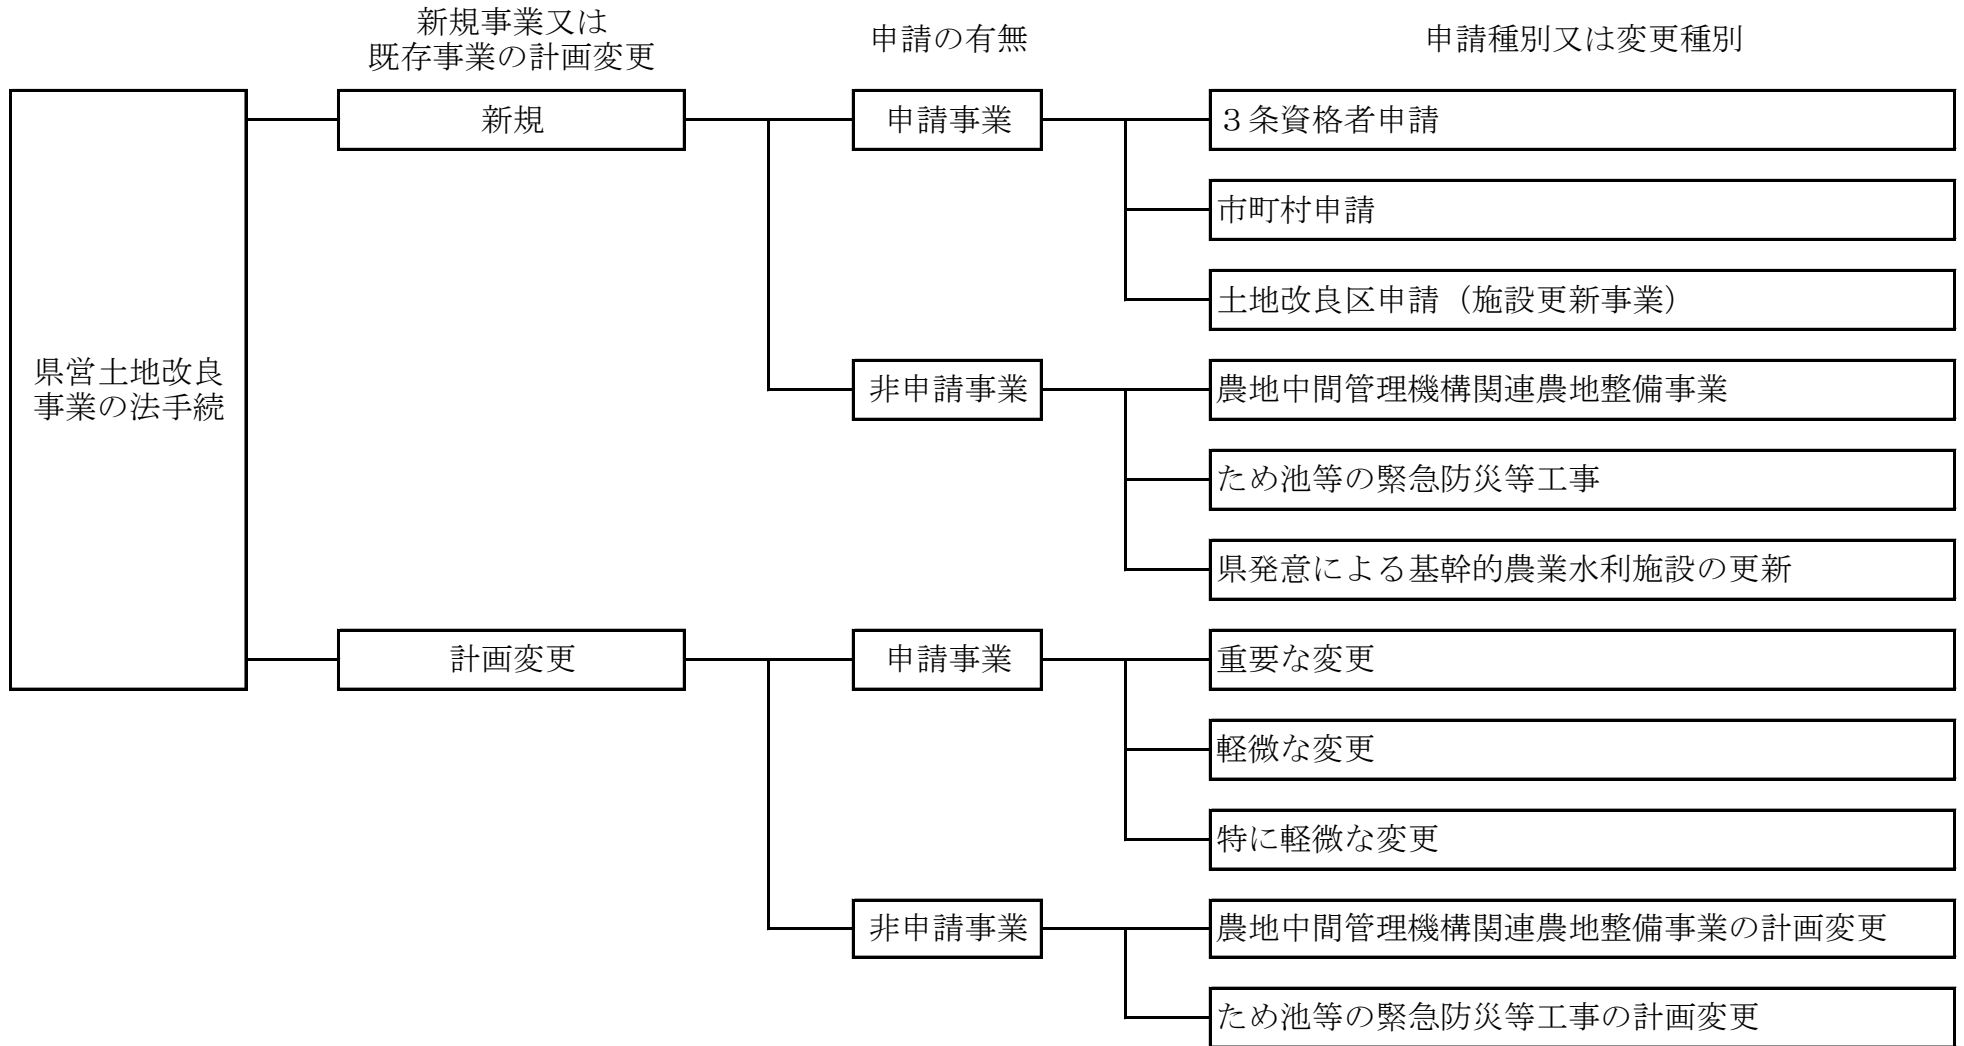 新規事業又は
既存事業の計画変更
申請の有無
申請種別又は変更種別
県営土地改良
事業の法手続
新規
申請事業
３条資格者申請
市町村申請
土地改良区申請（施設更新事業）
非申請事業
農地中間管理機構関連農地整備事業
ため池等の緊急防災等工事
県発意による基幹的農業水利施設の更新
計画変更
申請事業
重要な変更
軽微な変更
特に軽微な変更
非申請事業
農地中間管理機構関連農地整備事業の計画変更
ため池等の緊急防災等工事の計画変更